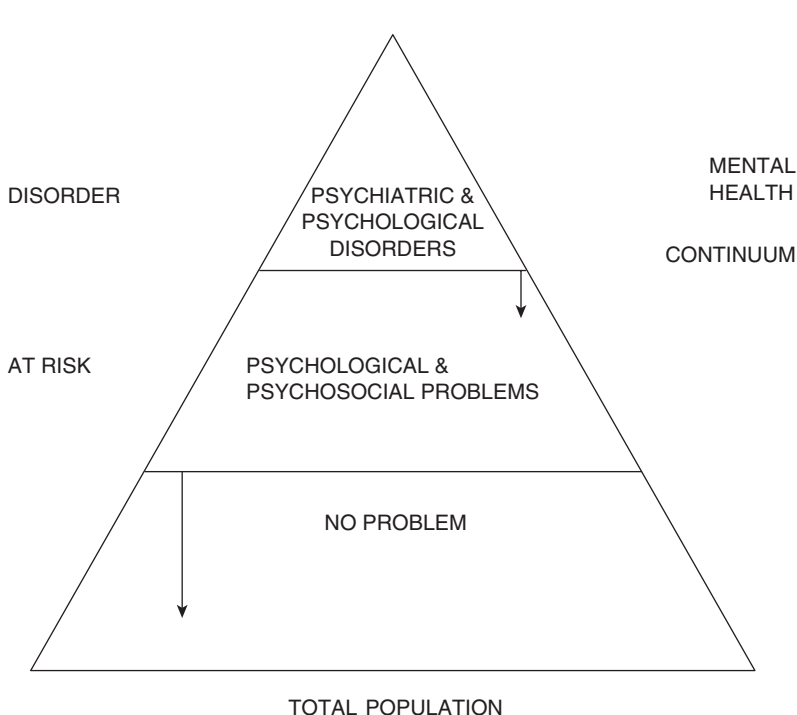 MENTAL
HEALTH
DISORDER
PSYCHIATRIC &
PSYCHOLOGICAL
DISORDERS
CONTINUUM
AT RISK
PSYCHOLOGICAL &
PSYCHOSOCIAL PROBLEMS
NO PROBLEM
TOTAL POPULATION